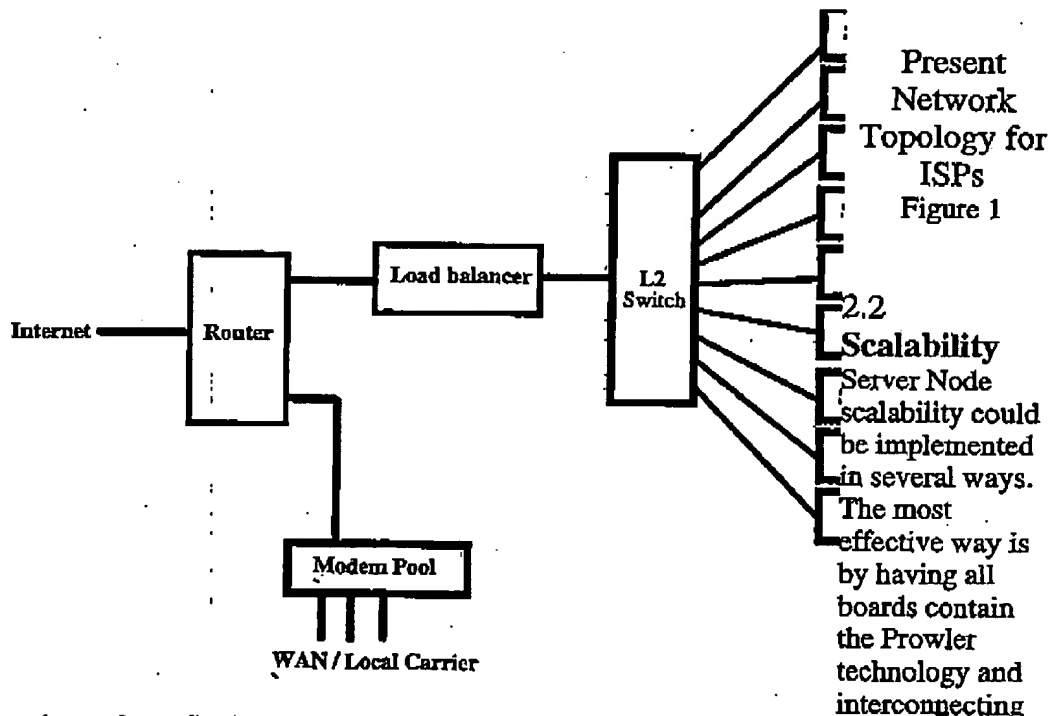 Present
Network
Topology for
ISPs
Figure 1
Internet
Router
Load balancer
L2
Switch
Modem Pool
WAN / Local Carrier
2.2
Scalability
Server Node
scalability could
be implemented
in several ways.
The most
effective way is
by having all
boards contain
the Prowler
technology and
interconnecting